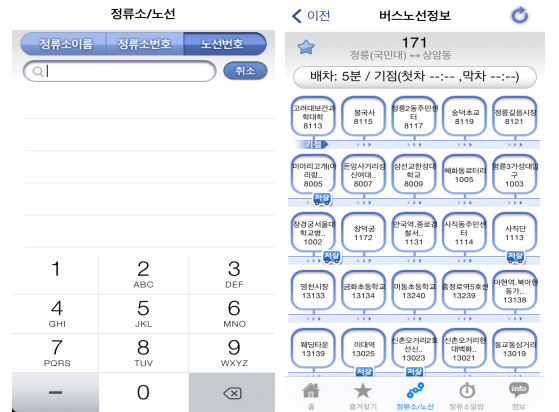 정류소/노선
정류소이름 정류소번호 노선번호
취소
1
2 ABC
3 DEF
4 GHI
5 JKL
6 MNO
7 PQRS
8 TUV
9 WXYZ
0
이전 버스노선정보
171
정릉(국민대) ↔ 상암동
배차: 5분 / 기점(첫차 --:-- ,막차 --:--)
고려대보건과
학대학
8113
봉국사
8115
정릉2동주민센
터
8117
숭덕초교
8119
정릉길음시장
8121
기점
미아리고개(아
리랑..
8005
돈암사거리성
신여대..
8007
삼선교한성대
학교
8009
혜화동로터리
1005
명륜3가성대입
구
1003
저상
창경궁서울대
학교병..
1002
창덕궁
1172
안국역.종로경
찰서..
1131
사직동주민센
터
1114
사직단
1113
저상
저상
영천시장
13133
금화초등학교
13134
미동초등학교
13240
충정로역5호선
13239
아현역.북아현
동가..
13138
웨딩타운
13139
이대역
13025
신촌오거리2호
선신..
13023
신촌오거리현
대백화..
13021
동교동삼거리
13019
저상
저상
홈
즐겨찾기
정류소/노선
정류소알람
info
정보